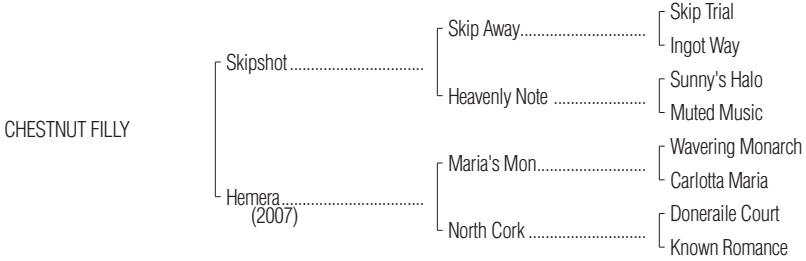 Skip Trial
Skip Away..............................
Ingot Way
Skipshot ................................
Sunny's Halo
Heavenly Note ......................
Muted Music
CHESTNUT FILLY
Wavering Monarch
Maria's Mon..........................
Carlotta Maria
Hemera..................................
(2007)
Doneraile Court
North Cork ............................
Known Romance